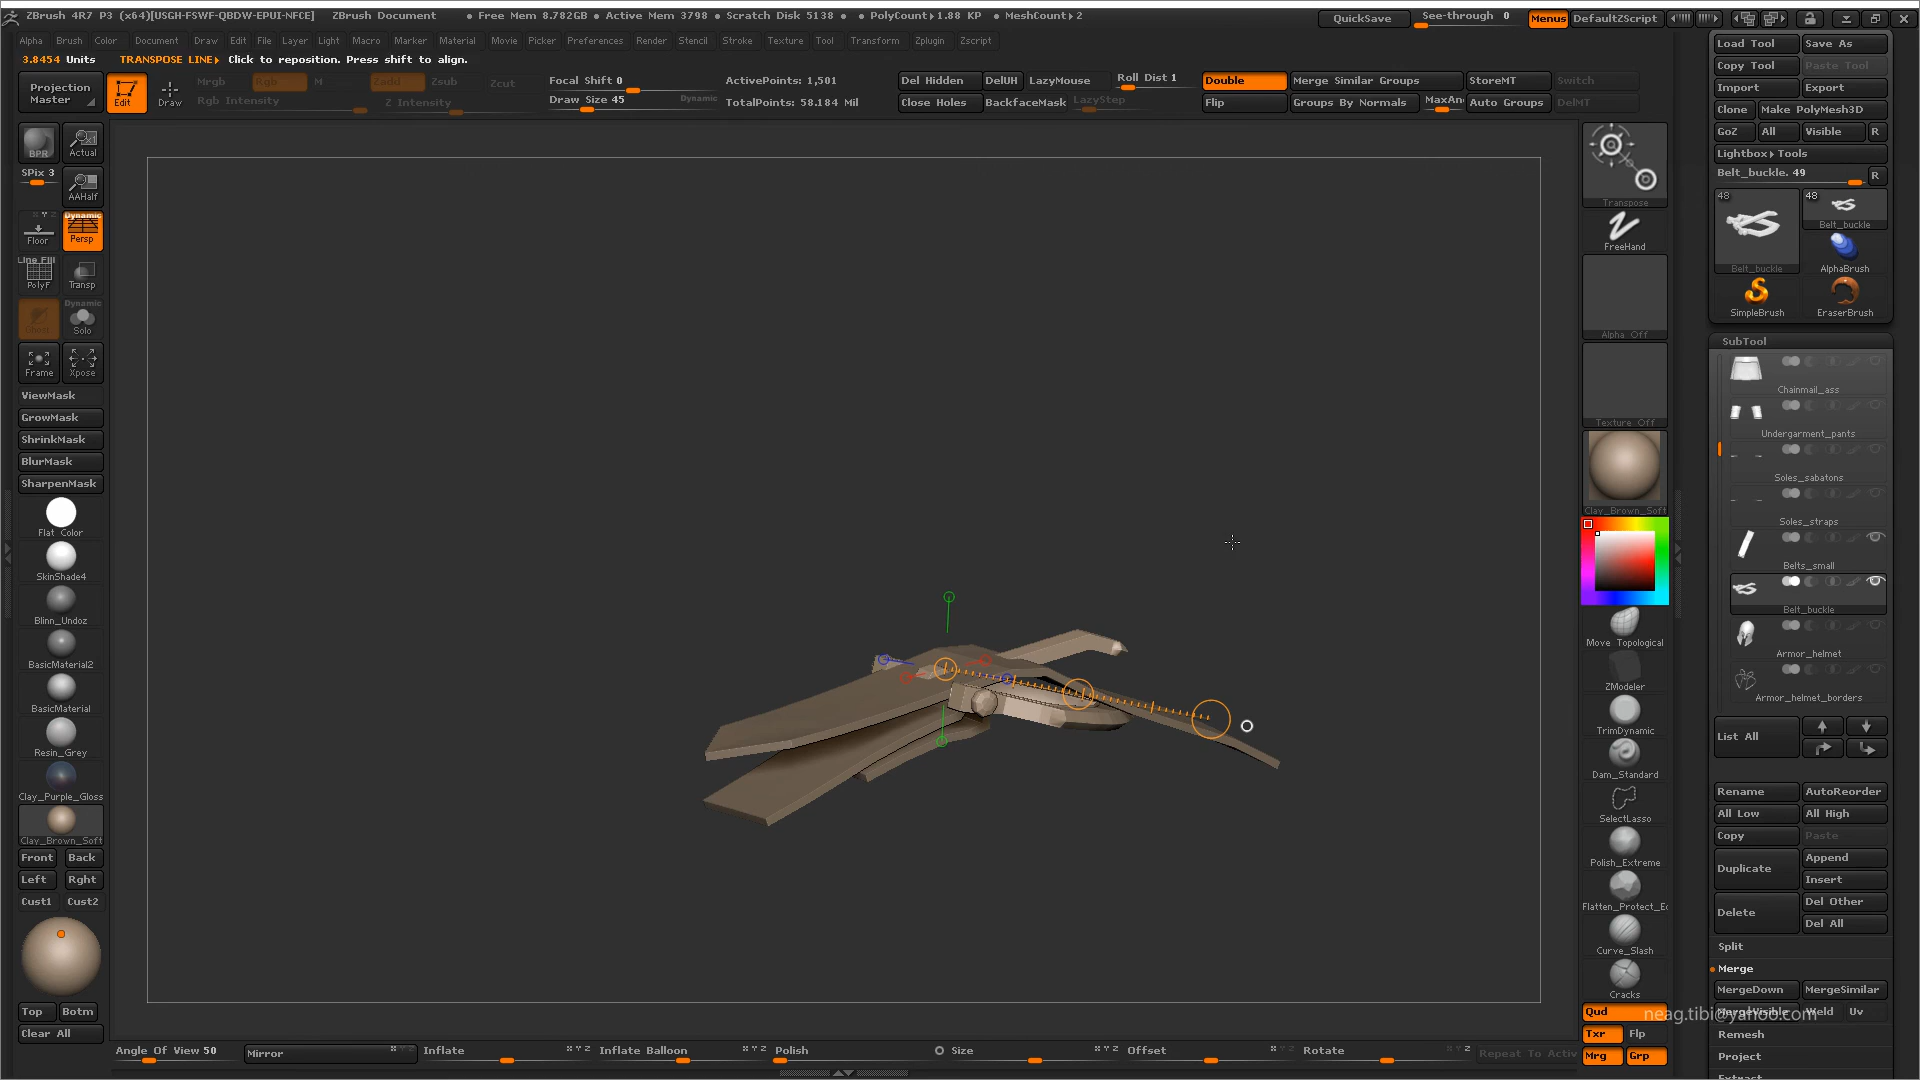 ZBrush 4R7 P3 (x64)[USGH-FSWF-QBDW-EPUI-NFCE] ZBrush Document • Free Mem 8.782GB • Active Mem 3798 • Scratch Disk 5138 • PolyCount▸1.88 KP • MeshCount▸2 QuickSave See-through 0 Menus DefaultZScript
Alpha Brush Color Document Draw Edit File Layer Light Macro Marker Material Movie Picker Preferences Render Stencil Stroke Texture Tool Transform Zplugin Zscript
3.8454 Units TRANSPOSE LINE▸ Click to reposition. Press shift to align.
Projection Master
Edit
Draw
Mrgb Rgb M Zadd Zsub Zcut
Rgb Intensity Z Intensity
Focal Shift 0
Draw Size 45 Dynamic
ActivePoints: 1,501
TotalPoints: 58.184 Mil
Del Hidden DelUH LazyMouse Roll Dist 1
Close Holes BackfaceMask LazyStep
Double Merge Similar Groups StoreMT Switch
Flip Groups By Normals MaxAn Auto Groups DelMT
BPR
Actual
SPix 3
AAHalf
Floor
Dynamic
Persp
Line Fill
PolyF
Transp
Ghost
Dynamic
Solo
Frame
Xpose
ViewMask
GrowMask
ShrinkMask
BlurMask
SharpenMask
Flat Color
SkinShade4
Blinn_Undoz
BasicMaterial2
BasicMaterial
Resin_Grey
Clay_Purple_Gloss
Clay_Brown_Soft
Front Back
Left Rght
Cust1 Cust2
Top Botm
Clear All
Angle Of View 50 Mirror Inflate Inflate Balloon Polish Size Offset Rotate Repeat To Activ
Transpose
FreeHand
Alpha Off
Texture Off
Clay_Brown_Soft
Move Topological
ZModeler
TrimDynamic
Dam_Standard
SelectLasso
Polish_Extreme
Flatten_Protect_Ec
Curve_Slash
Cracks
Qud
Txr Flp
Mrg Grp
Load Tool Save As
Copy Tool Paste Tool
Import Export
Clone Make PolyMesh3D
GoZ All Visible R
Lightbox▸Tools
Belt_buckle. 49 R
48
Belt_buckle
48
Belt_buckle
AlphaBrush
SimpleBrush
EraserBrush
SubTool
Chainmail_ass
Undergarment_pants
Soles_sabatons
Soles_straps
Belts_small
Belt_buckle
Armor_helmet
Armor_helmet_borders
List All
Rename AutoReorder
All Low All High
Copy Paste
Duplicate Append
Insert
Delete Del Other
Del All
Split
Merge
MergeDown MergeSimilar
MergeVisible Weld Uv
neag.tibi@yahoo.com
Remesh
Project
Extract